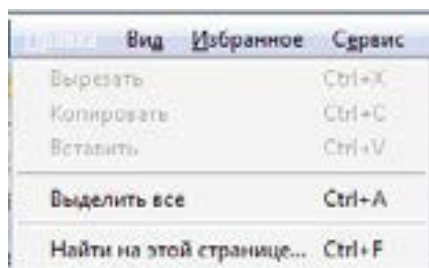 Вид Избранное Сервис
Вырезать Ctrl+X
Копировать Ctrl+C
Вставить Ctrl+V
Выделить все Ctrl+A
Найти на этой странице... Ctrl+F